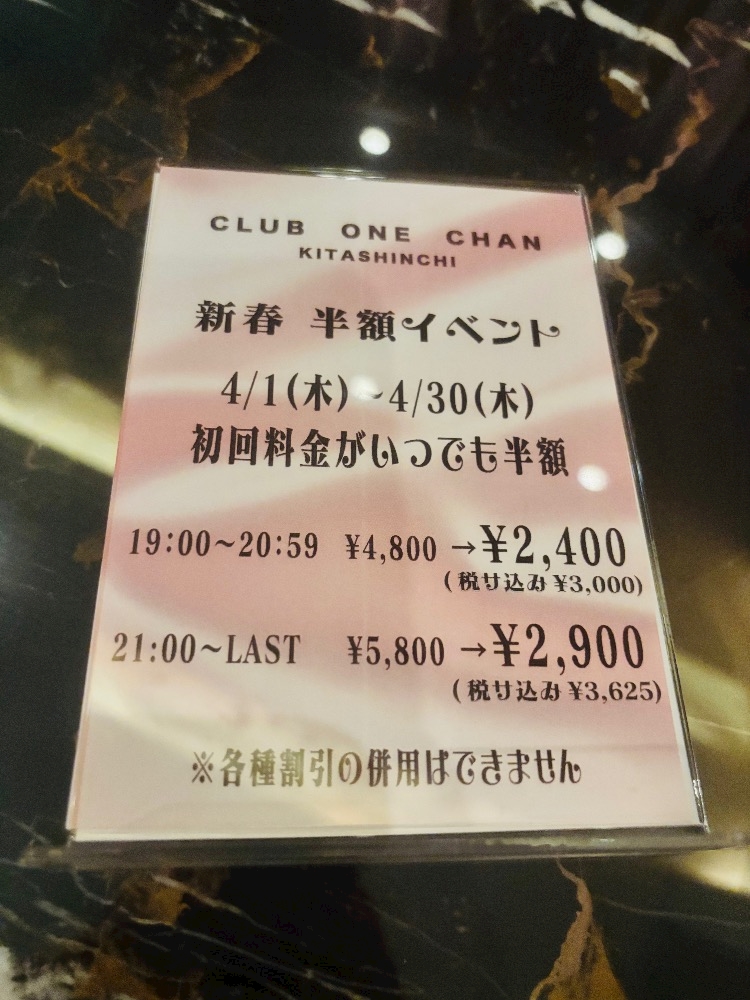 CLUB ONE CHAN
KITASHINCHI
新春 半額イベント
4/1(木)~4/30(木)
初回料金がいつでも半額
19:00~20:59 ¥4,800 →¥2,400
(税サ込み ¥3,000)
21:00~LAST ¥5,800 →¥2,900
(税サ込み ¥3,625)
※各種割引の併用はできません